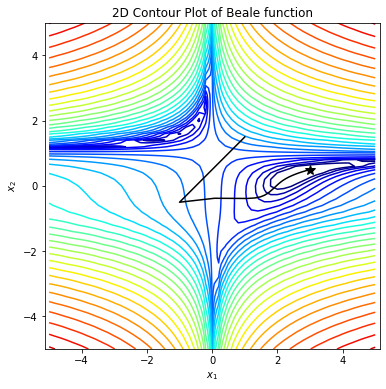 2D Contour Plot of Beale function
4
2
0
−2
−4
x₂
−4 −2 0 2 4
x₁